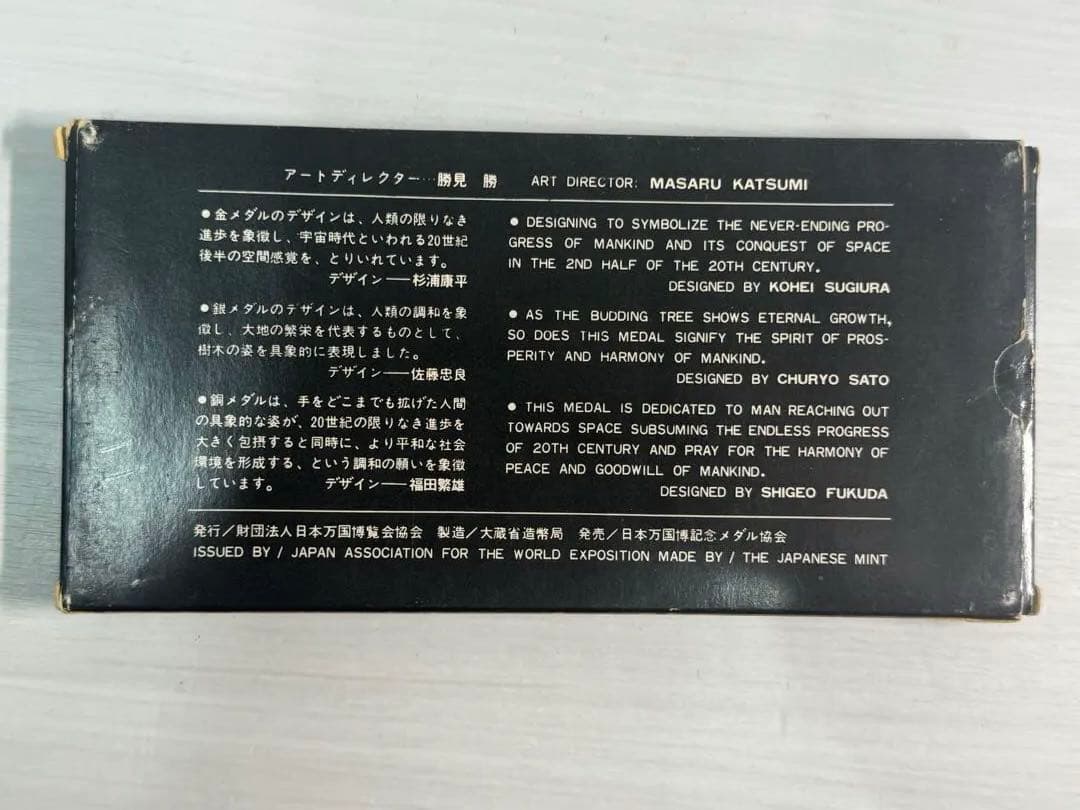 アートディレクター…勝見　勝　ART DIRECTOR: MASARU KATSUMI
●金メダルのデザインは、人類の限りなき
進歩を象徴し、宇宙時代といわれる20世紀
後半の空間感覚を、とりいれています。
デザイン——杉浦康平
●銀メダルのデザインは、人類の調和を象
徴し、大地の繁栄を代表するものとして、
樹木の姿を具象的に表現しました。
デザイン——佐藤忠良
●銅メダルは、手をどこまでも拡げた人間
の具象的な姿が、20世紀の限りなき進歩を
大きく包摂すると同時に、より平和な社会
環境を形成する、という調和の願いを象徴
しています。　デザイン——福田繁雄
● DESIGNING TO SYMBOLIZE THE NEVER-ENDING PRO-
GRESS OF MANKIND AND ITS CONQUEST OF SPACE
IN THE 2ND HALF OF THE 20TH CENTURY.
DESIGNED BY KOHEI SUGIURA
● AS THE BUDDING TREE SHOWS ETERNAL GROWTH,
SO DOES THIS MEDAL SIGNIFY THE SPIRIT OF PROS-
PERITY AND HARMONY OF MANKIND.
DESIGNED BY CHURYO SATO
● THIS MEDAL IS DEDICATED TO MAN REACHING OUT
TOWARDS SPACE SUBSUMING THE ENDLESS PROGRESS
OF 20TH CENTURY AND PRAY FOR THE HARMONY OF
PEACE AND GOODWILL OF MANKIND.
DESIGNED BY SHIGEO FUKUDA
発行／財団法人日本万国博覧会協会　製造／大蔵省造幣局　発売／日本万国博記念メダル協会
ISSUED BY / JAPAN ASSOCIATION FOR THE WORLD EXPOSITION MADE BY / THE JAPANESE MINT